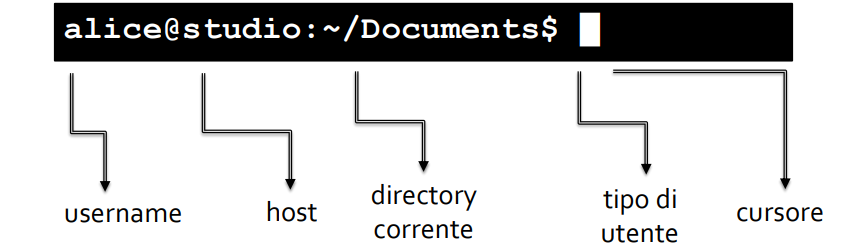 alice@studio:~/Documents$
username
host
directory
corrente
tipo di
utente
cursore